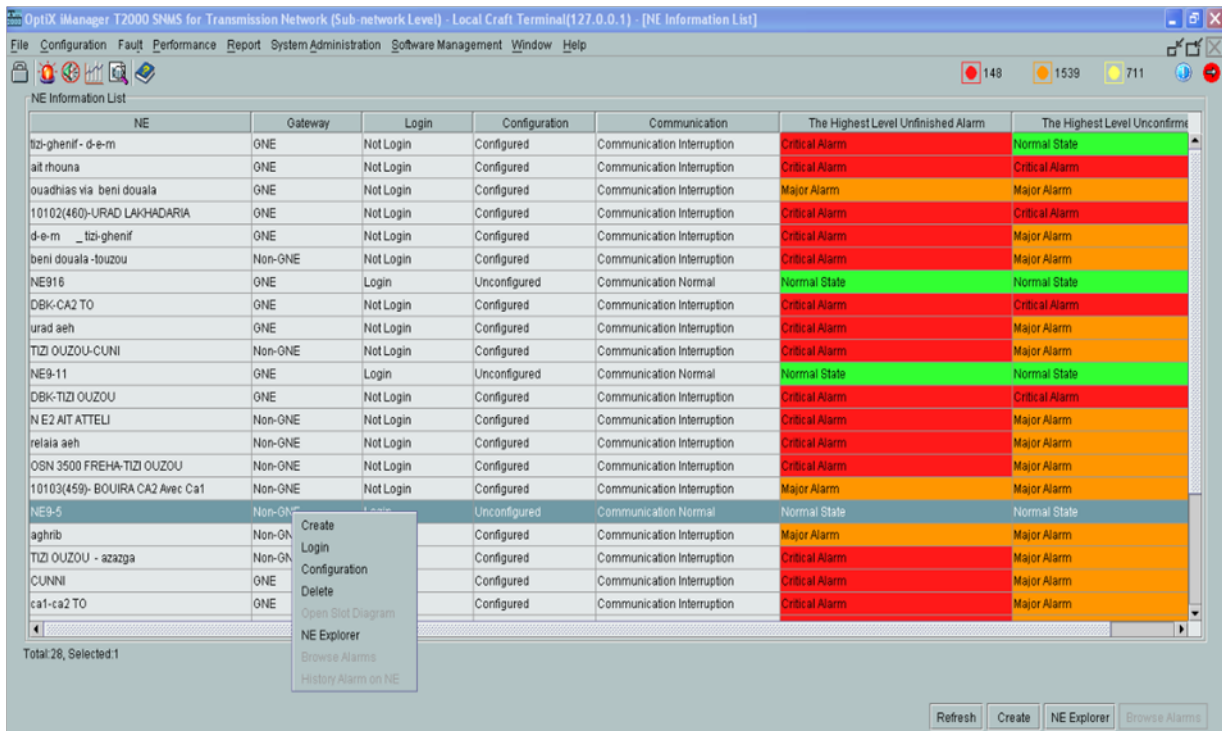 OptiX iManager T2000 SNMS for Transmission Network (Sub-network Level) - Local Craft Terminal(127.0.0.1) - [NE Information List]
File Configuration Fault Performance Report System Administration Software Management Window Help
148 1539 711
NE Information List
NE Gateway Login Configuration Communication The Highest Level Unfinished Alarm The Highest Level Unconfirme
tizi-ghenif - d-e-m GNE Not Login Configured Communication Interruption Critical Alarm Normal State
ait rhouna GNE Not Login Configured Communication Interruption Critical Alarm Critical Alarm
ouadhias via beni douala GNE Not Login Configured Communication Interruption Major Alarm Major Alarm
10102(460)-URAD LAKHADARIA GNE Not Login Configured Communication Interruption Critical Alarm Critical Alarm
d-e-m _ tizi-ghenif GNE Not Login Configured Communication Interruption Critical Alarm Major Alarm
beni douala -touzou Non-GNE Not Login Configured Communication Interruption Critical Alarm Major Alarm
NE916 GNE Login Unconfigured Communication Normal Normal State Normal State
DBK-CA2 TO GNE Not Login Configured Communication Interruption Critical Alarm Critical Alarm
urad aeh GNE Not Login Configured Communication Interruption Critical Alarm Major Alarm
TIZI OUZOU-CUNI Non-GNE Not Login Configured Communication Interruption Critical Alarm Major Alarm
NE9-11 GNE Login Unconfigured Communication Normal Normal State Normal State
DBK-TIZI OUZOU GNE Not Login Configured Communication Interruption Critical Alarm Critical Alarm
N E2 AIT ATTELI Non-GNE Not Login Configured Communication Interruption Critical Alarm Major Alarm
relaia aeh Non-GNE Not Login Configured Communication Interruption Critical Alarm Major Alarm
OSN 3500 FREHA-TIZI OUZOU Non-GNE Not Login Configured Communication Interruption Critical Alarm Major Alarm
10103(459)- BOUIRA CA2 Avec Ca1 Non-GNE Not Login Configured Communication Interruption Major Alarm Major Alarm
NE9-5 Non-GNE Login Unconfigured Communication Normal Normal State Normal State
aghrib Non-GN Configured Communication Interruption Major Alarm Major Alarm
TIZI OUZOU - azazga Non-GN Configured Communication Interruption Critical Alarm Major Alarm
CUNNI GNE Configured Communication Interruption Critical Alarm Major Alarm
ca1-ca2 TO GNE Configured Communication Interruption Critical Alarm Major Alarm
Create
Login
Configuration
Delete
Open Slot Diagram
NE Explorer
Browse Alarms
History Alarm on NE
Total:28, Selected:1
Refresh Create NE Explorer Browse Alarms